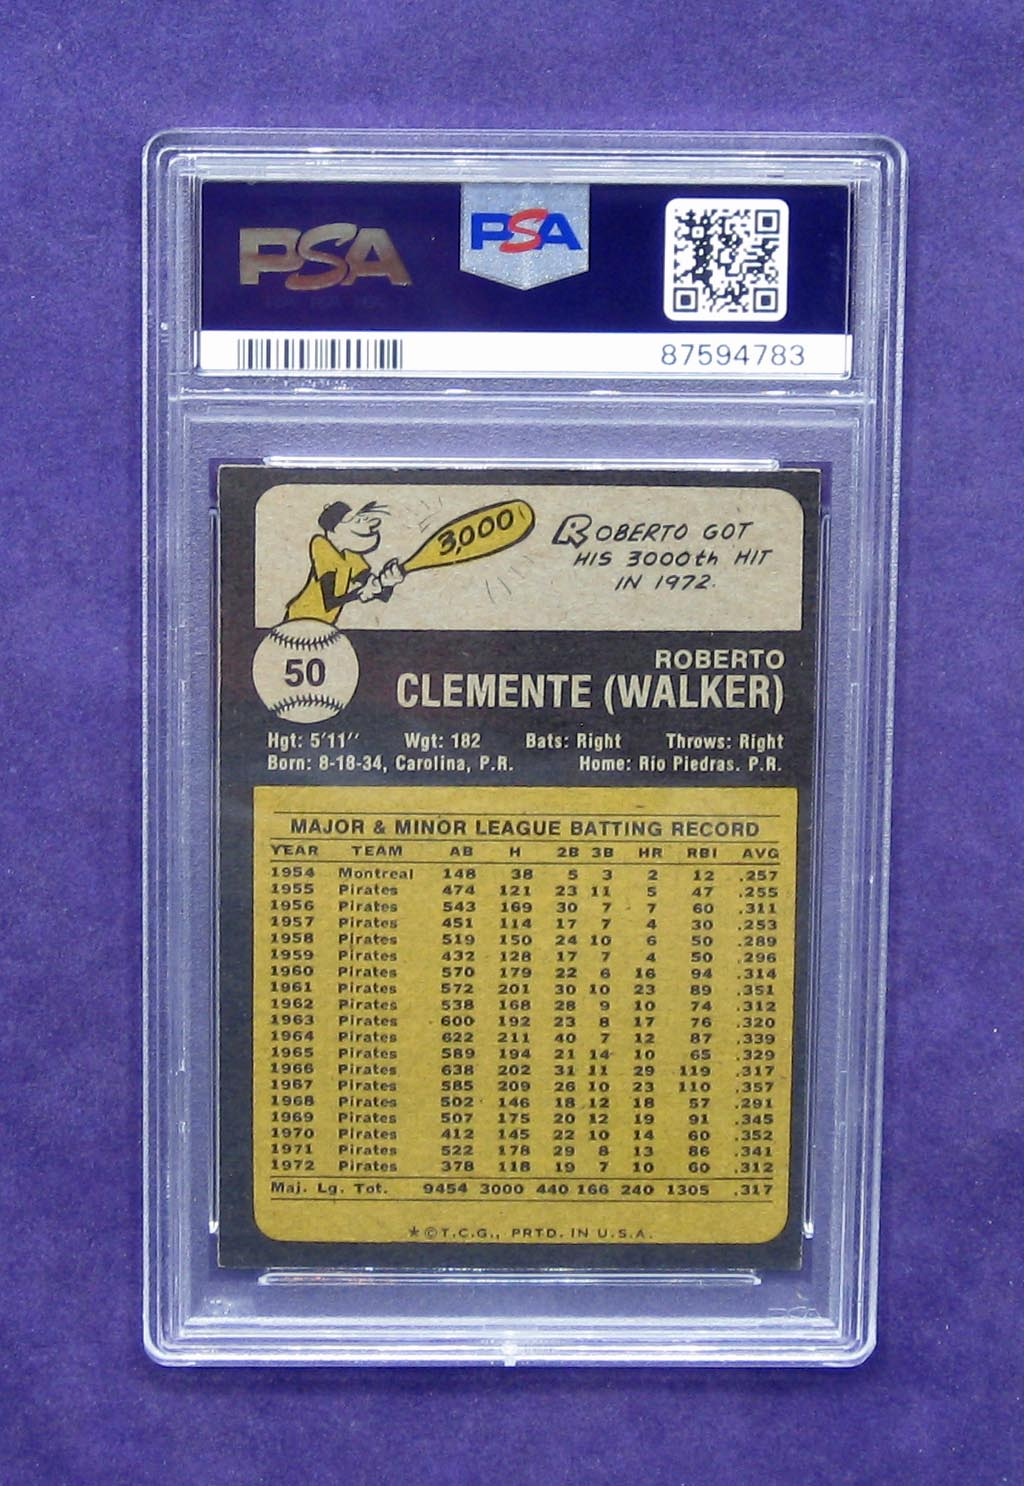 PSA
PSA
87594783
3,000
ROBERTO GOT
HIS 3000th HIT
IN 1972.
50
ROBERTO
CLEMENTE (WALKER)
Hgt: 5'11'' Wgt: 182 Bats: Right Throws: Right
Born: 8-18-34, Carolina, P.R. Home: Rio Piedras. P.R.
MAJOR & MINOR LEAGUE BATTING RECORD
YEAR TEAM AB H 2B 3B HR RBI AVG
1954 Montreal 148 38 5 3 2 12 .257
1955 Pirates 474 121 23 11 5 47 .255
1956 Pirates 543 169 30 7 7 60 .311
1957 Pirates 451 114 17 7 4 30 .253
1958 Pirates 519 150 24 10 6 50 .289
1959 Pirates 432 128 17 7 4 50 .296
1960 Pirates 570 179 22 6 16 94 .314
1961 Pirates 572 201 30 10 23 89 .351
1962 Pirates 538 168 28 9 10 74 .312
1963 Pirates 600 192 23 8 17 76 .320
1964 Pirates 622 211 40 7 12 87 .339
1965 Pirates 589 194 21 14 10 65 .329
1966 Pirates 638 202 31 11 29 119 .317
1967 Pirates 585 209 26 10 23 110 .357
1968 Pirates 502 146 18 12 18 57 .291
1969 Pirates 507 175 20 12 19 91 .345
1970 Pirates 412 145 22 10 14 60 .352
1971 Pirates 522 178 29 8 13 86 .341
1972 Pirates 378 118 19 7 10 60 .312
Maj. Lg. Tot. 9454 3000 440 166 240 1305 .317
★©T.C.G., PRTD. IN U.S.A.
PSA